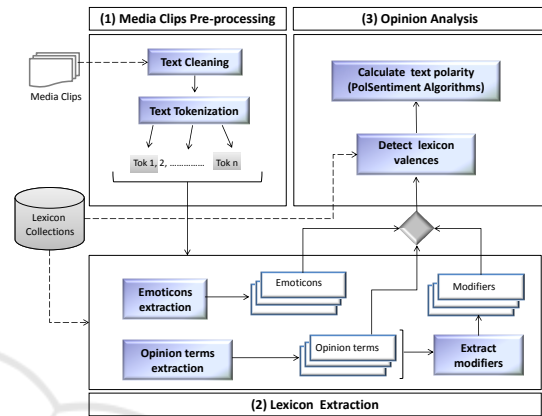 (1) Media Clips Pre-processing
(3) Opinion Analysis
Media Clips
Text Cleaning
Text Tokenization
Tok 1, 2, ............... Tok n
Calculate text polarity
(PolSentiment Algorithms)
Detect lexicon
valences
Lexicon
Collections
Emoticons
extraction
Emoticons
Modifiers
Opinion terms
extraction
Opinion terms
Extract
modifiers
(2) Lexicon Extraction